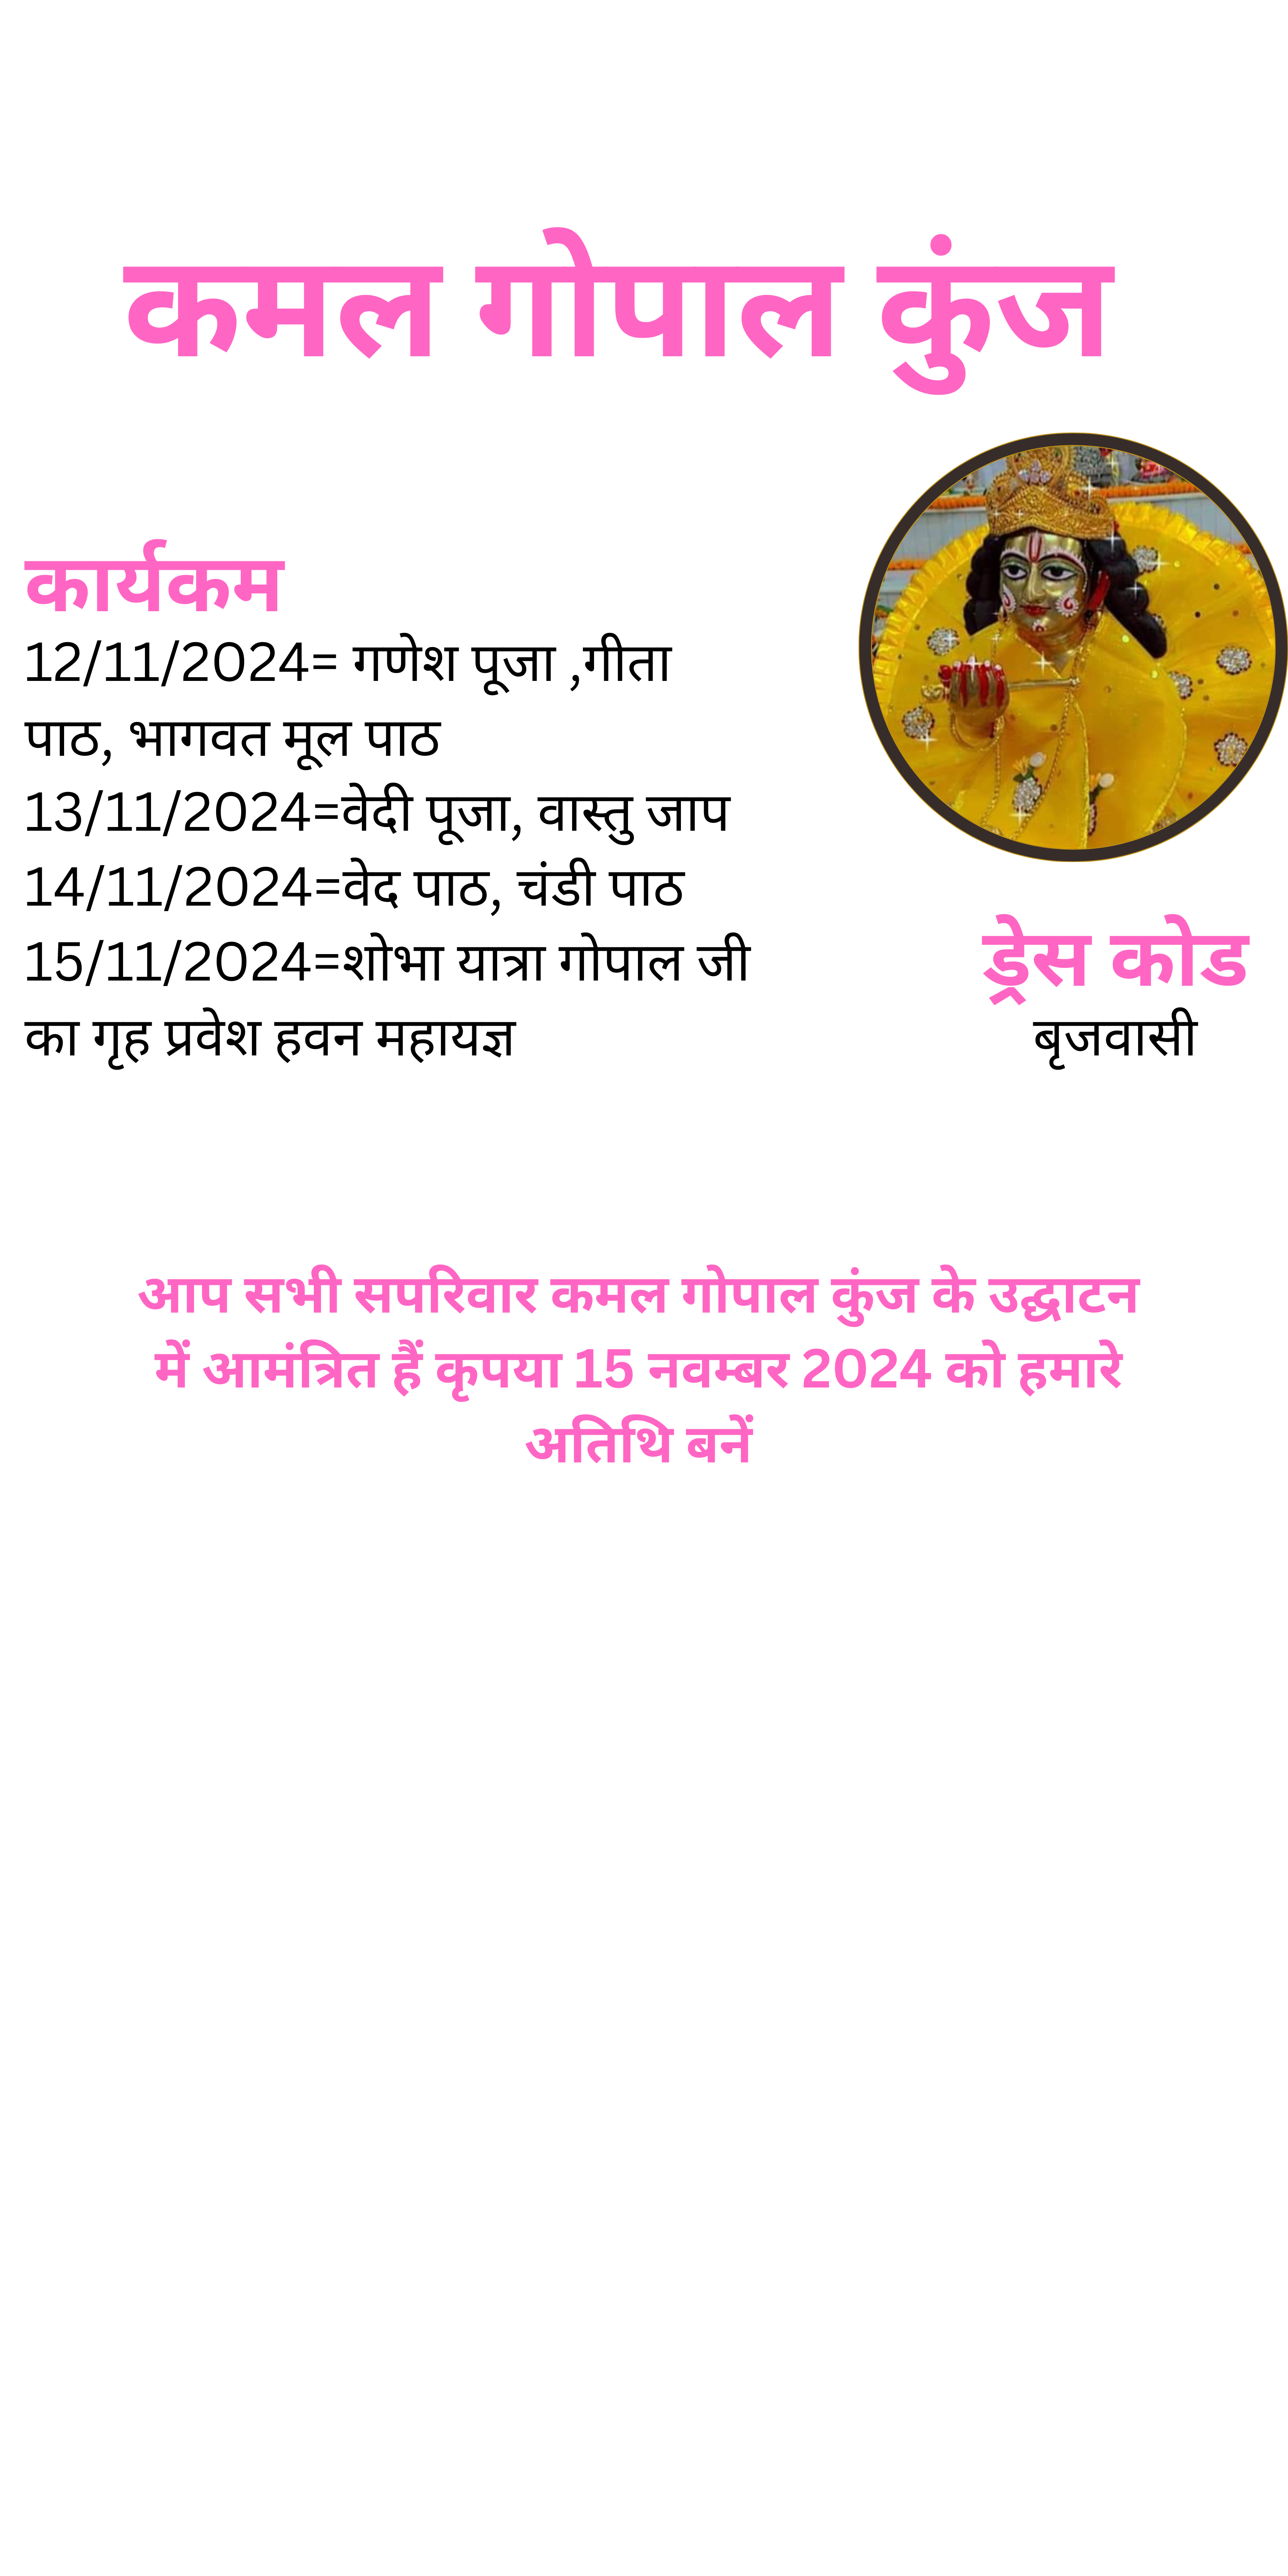 कमल गोपाल कुंज
कार्यकम
12/11/2024= गणेश पूजा ,गीता
पाठ, भागवत मूल पाठ
13/11/2024=वेदी पूजा, वास्तु जाप
14/11/2024=वेद पाठ, चंडी पाठ
15/11/2024=शोभा यात्रा गोपाल जी
का गृह प्रवेश हवन महायज्ञ
ड्रेस कोड
बृजवासी
आप सभी सपरिवार कमल गोपाल कुंज के उद्घाटन
में आमंत्रित हैं कृपया 15 नवम्बर 2024 को हमारे
अतिथि बनें